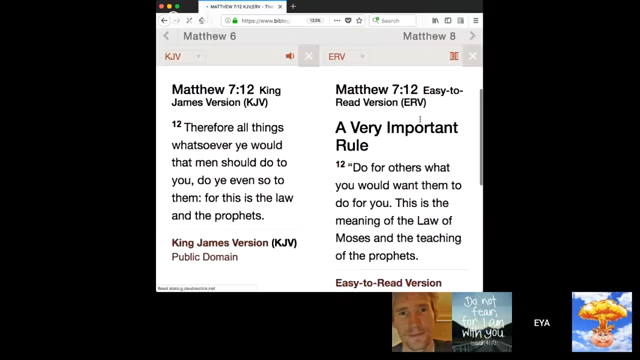 MATTHEW 7:12 KJV;ERV - The
https://www.bible
133%
Search
Matthew 6
Matthew 8
KJV
ERV
Matthew 7:12 King
James Version (KJV)
12 Therefore all things
whatsoever ye would
that men should do to
you, do ye even so to
them: for this is the law
and the prophets.
King James Version (KJV)
Public Domain
Matthew 7:12 Easy-to-
Read Version (ERV)
A Very Important
Rule
12 “Do for others what
you would want them to
do for you. This is the
meaning of the Law of
Moses and the teaching
of the prophets.
Easy-to-Read Version
Do not
fear,
for I am
with you
EYA